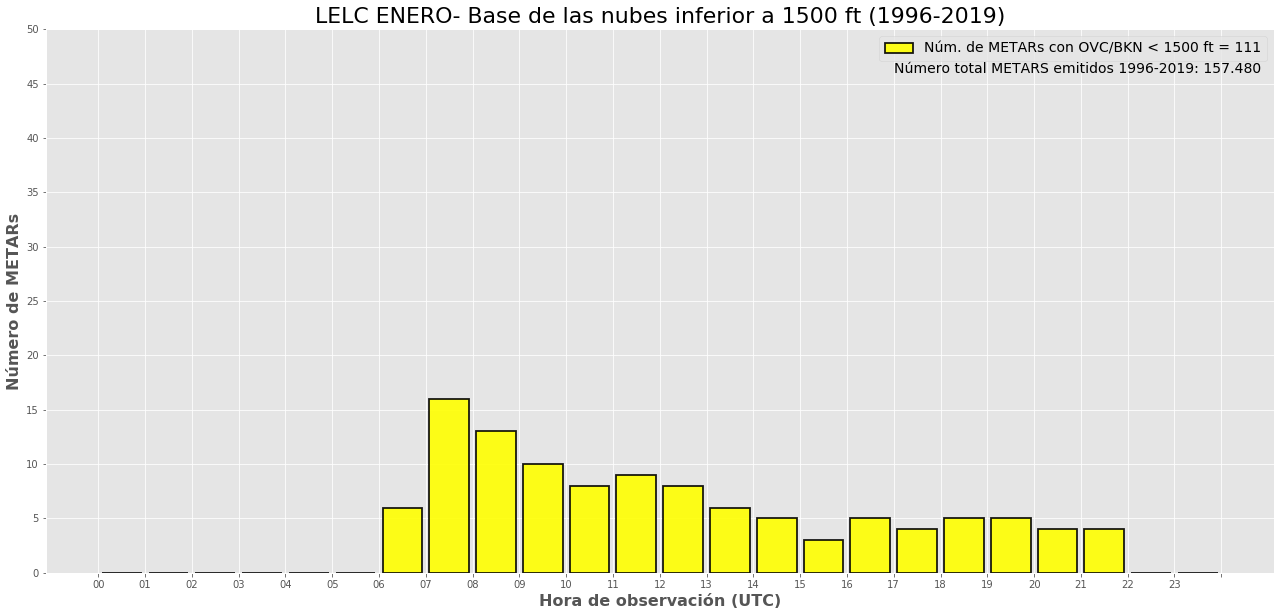 LELC ENERO- Base de las nubes inferior a 1500 ft (1996-2019)
Núm. de METARs con OVC/BKN < 1500 ft = 111
Número total METARS emitidos 1996-2019: 157.480
Número de METARs
50
45
40
35
30
25
20
15
10
5
0
00 01 02 03 04 05 06 07 08 09 10 11 12 13 14 15 16 17 18 19 20 21 22 23
Hora de observación (UTC)